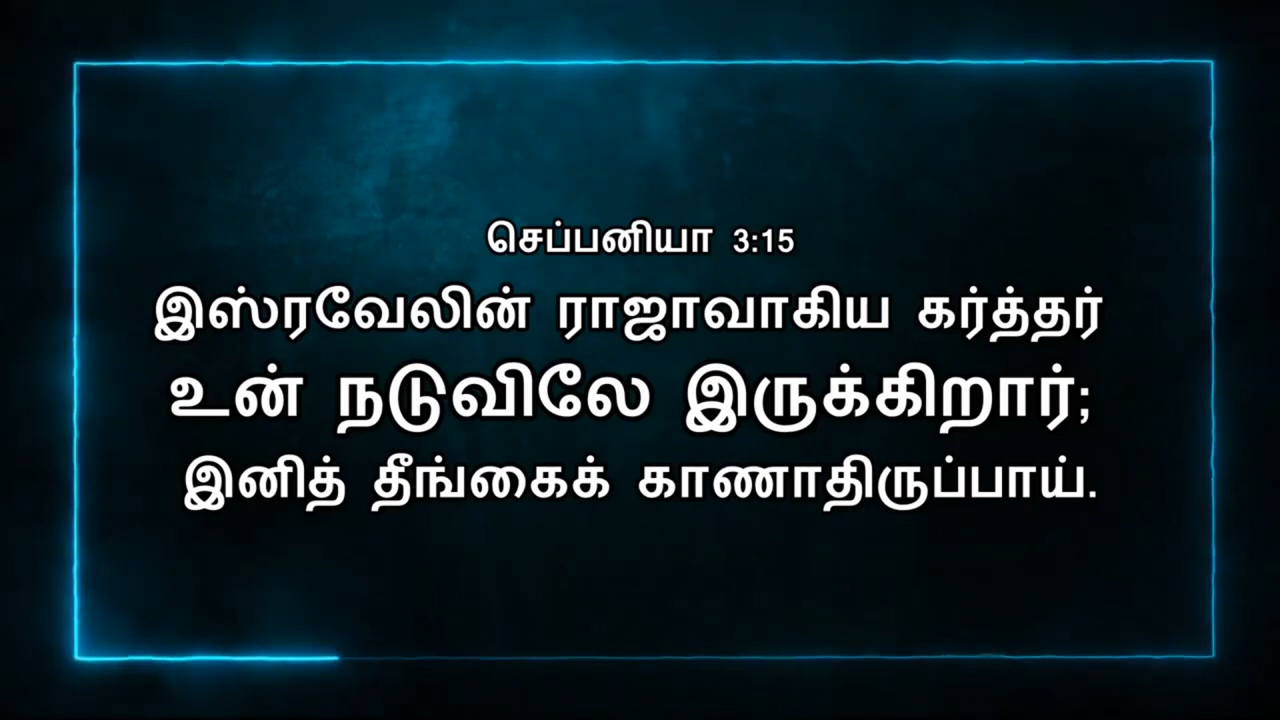 செப்பனியா 3:15
இஸ்ரவேலின் ராஜாவாகிய கர்த்தர்
உன் நடுவிலே இருக்கிறார்;
இனித் தீங்கைக் காணாதிருப்பாய்.